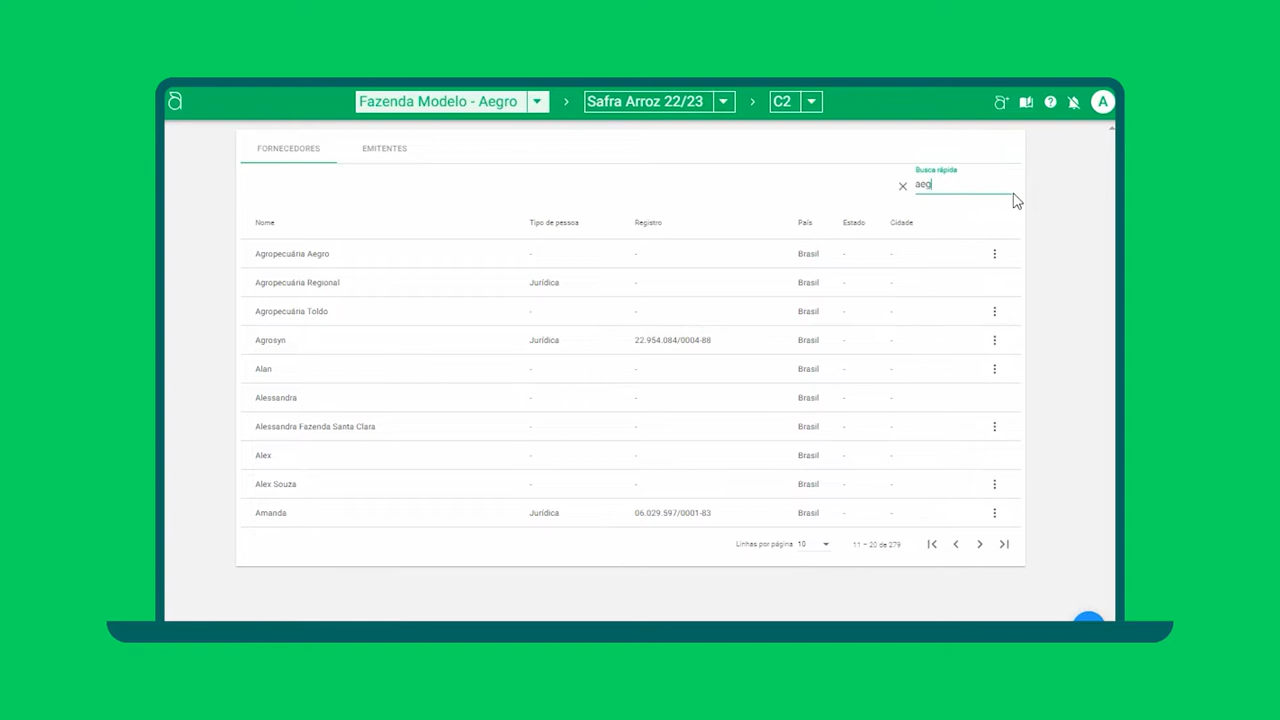 Fazenda Modelo - Aegro › Safra Arroz 22/23 › C2 A
FORNECEDORES EMITENTES
Busca rápida
aeg
Nome Tipo de pessoa Registro País Estado Cidade
Agropecuária Aegro - - Brasil - -
Agropecuária Regional Jurídica - Brasil - -
Agropecuária Toldo - - Brasil - -
Agrosyn Jurídica 22.954.084/0004-88 Brasil - -
Alan - - Brasil - -
Alessandra - - Brasil - -
Alessandra Fazenda Santa Clara - - Brasil - -
Alex - - Brasil - -
Alex Souza - - Brasil - -
Amanda Jurídica 06.029.597/0001-83 Brasil - -
Linhas por página 10 11 – 20 de 279